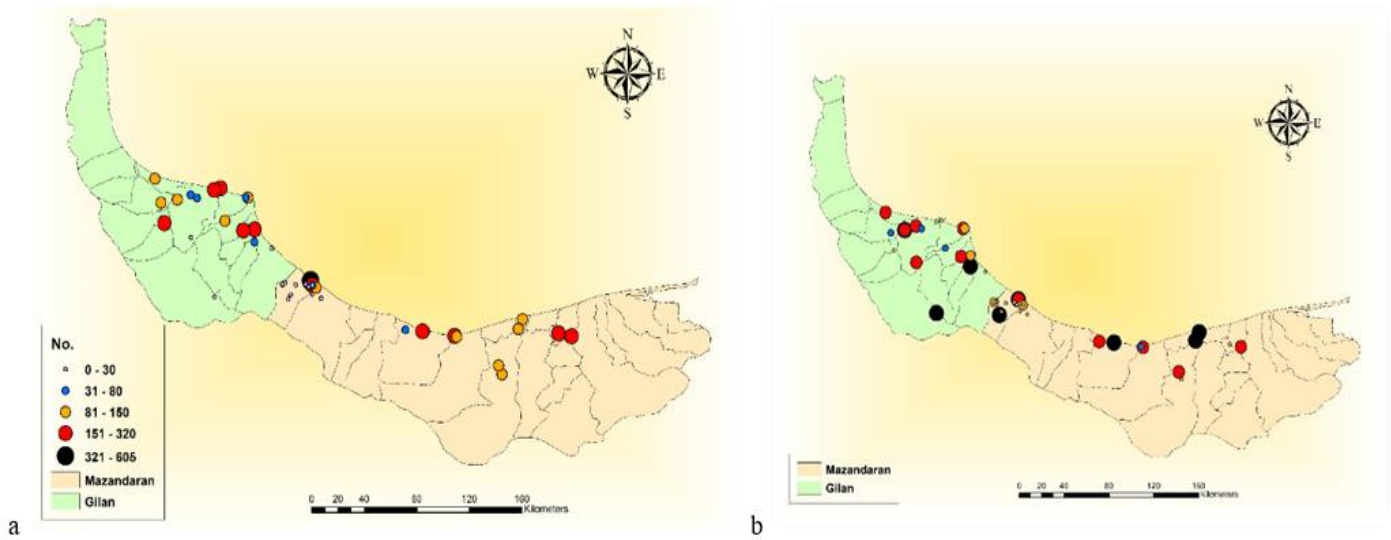 N
W E
S
No.
0 - 30
31 - 80
81 - 150
151 - 320
321 - 605
Mazandaran
Gilan
0 20 40 80 120 160
Kilometers
a
N
W E
S
Mazandaran
Gilan
0 20 40 80 120 160
Kilometers
b